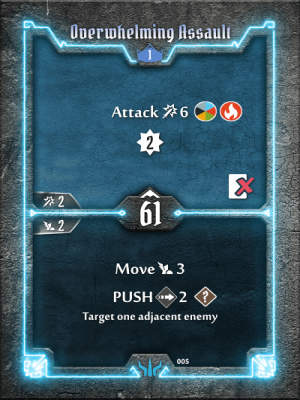 Overwhelming Assault
1
Attack 6
2
2
61
2
Move 3
PUSH 2 ?
Target one adjacent enemy
005